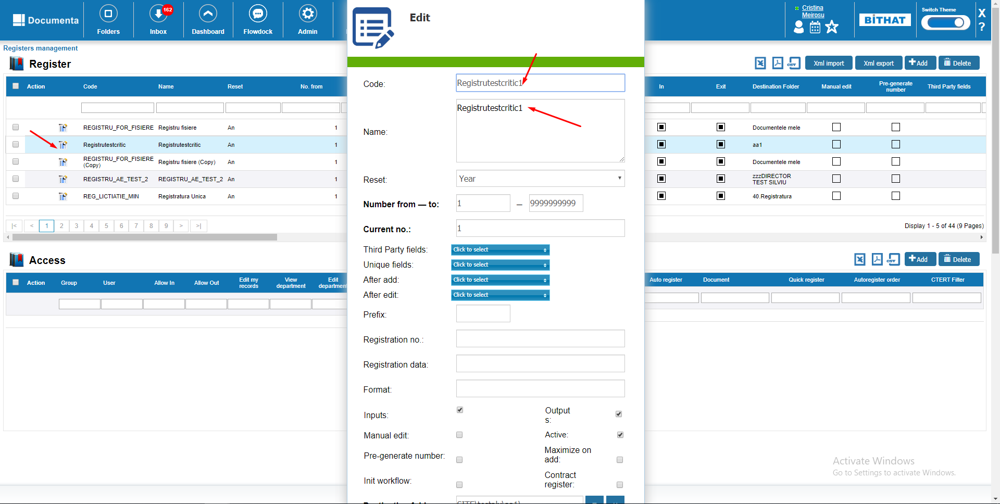 Documenta
Folders
162
Inbox
Dashboard
Flowdock
Admin
Cristina
Meirosu
BITHAT
Switch Theme
X
?
Registers management
Register
Xml import
Xml export
Add
Delete
Action
Code
Name
Reset
No. from
In
Exit
Destination Folder
Manual edit
Pre-generate
number
Third Party fields
REGISTRU_FOR_FISIERE
Registru fisiere
An
1
Documentele mele
Registrutestcritic
Registrutestcritic
An
1
aa1
REGISTRU_FOR_FISIERE
(Copy)
Registru fisiere (Copy)
An
1
Documentele mele
REGISTRU_AE_TEST_2
REGISTRU_AE_TEST_2
An
1
zzzDIRECTOR
TEST SILVIU
REG_LICTIATIE_MIN
Registratura Unica
An
1
40.Registratura
|< < 1 2 3 4 5 6 7 8 9 > >|
Display 1 - 5 of 44 (9 Pages)
Access
CSV
Add
Delete
Action
Group
User
Allow In
Allow Out
Edit my
records
View
department
Edit
department
Auto register
Document
Quick register
Autoregister order
CTERT Filter
Edit
Code:
Registrutestcritic1
Name:
Registrutestcritic1
Reset:
Year
Number from — to:
1
—
9999999999
Current no.:
1
Third Party fields:
Click to select
Unique fields:
Click to select
After add:
Click to select
After edit:
Click to select
Prefix:
Registration no.:
Registration data:
Format:
Inputs:
Output
s:
Manual edit:
Active:
Pre-generate number:
Maximize on
add:
Init workflow:
Contract
register:
Activate Windows
Go to Settings to activate Windows.